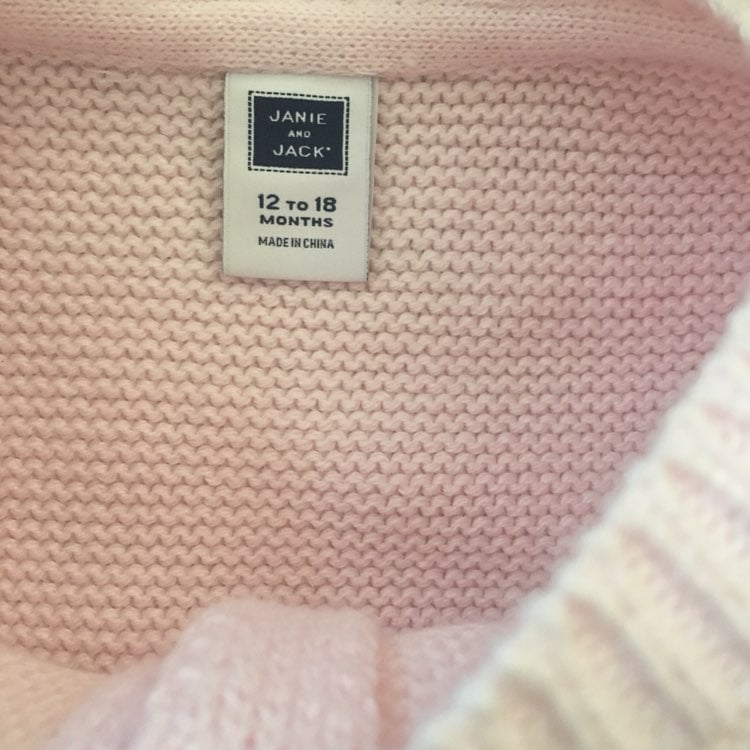 JANIE
AND
JACK
12 TO 18
MONTHS
MADE IN CHINA